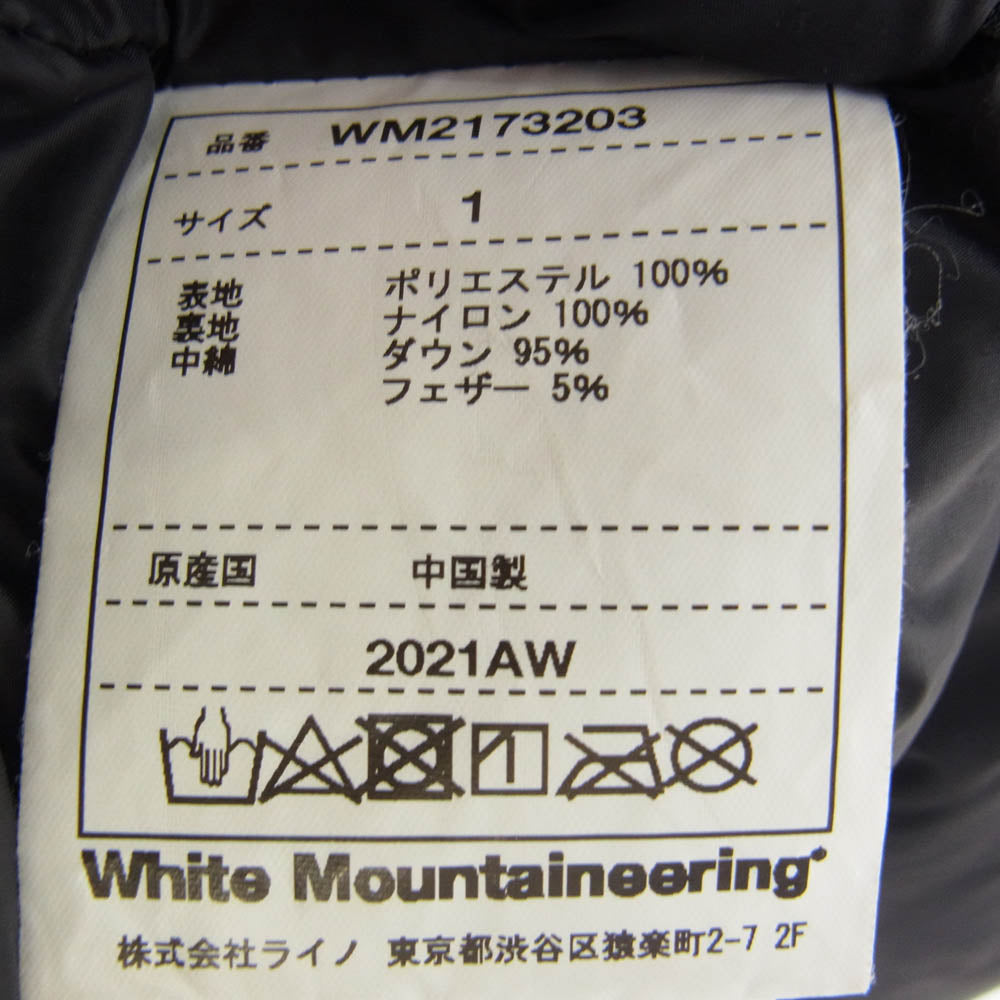 品番 WM2173203
サイズ 1
表地 ポリエステル 100%
裏地 ナイロン 100%
中綿 ダウン 95%
フェザー 5%
原産国 中国製
2021AW
White Mountaineering
株式会社ライノ 東京都渋谷区猿楽町2-7 2F